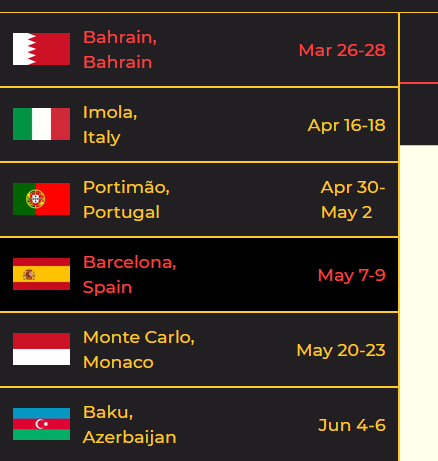 Bahrain,
Bahrain
Mar 26-28
Imola,
Italy
Apr 16-18
Portimão,
Portugal
Apr 30-
May 2
Barcelona,
Spain
May 7-9
Monte Carlo,
Monaco
May 20-23
Baku,
Azerbaijan
Jun 4-6